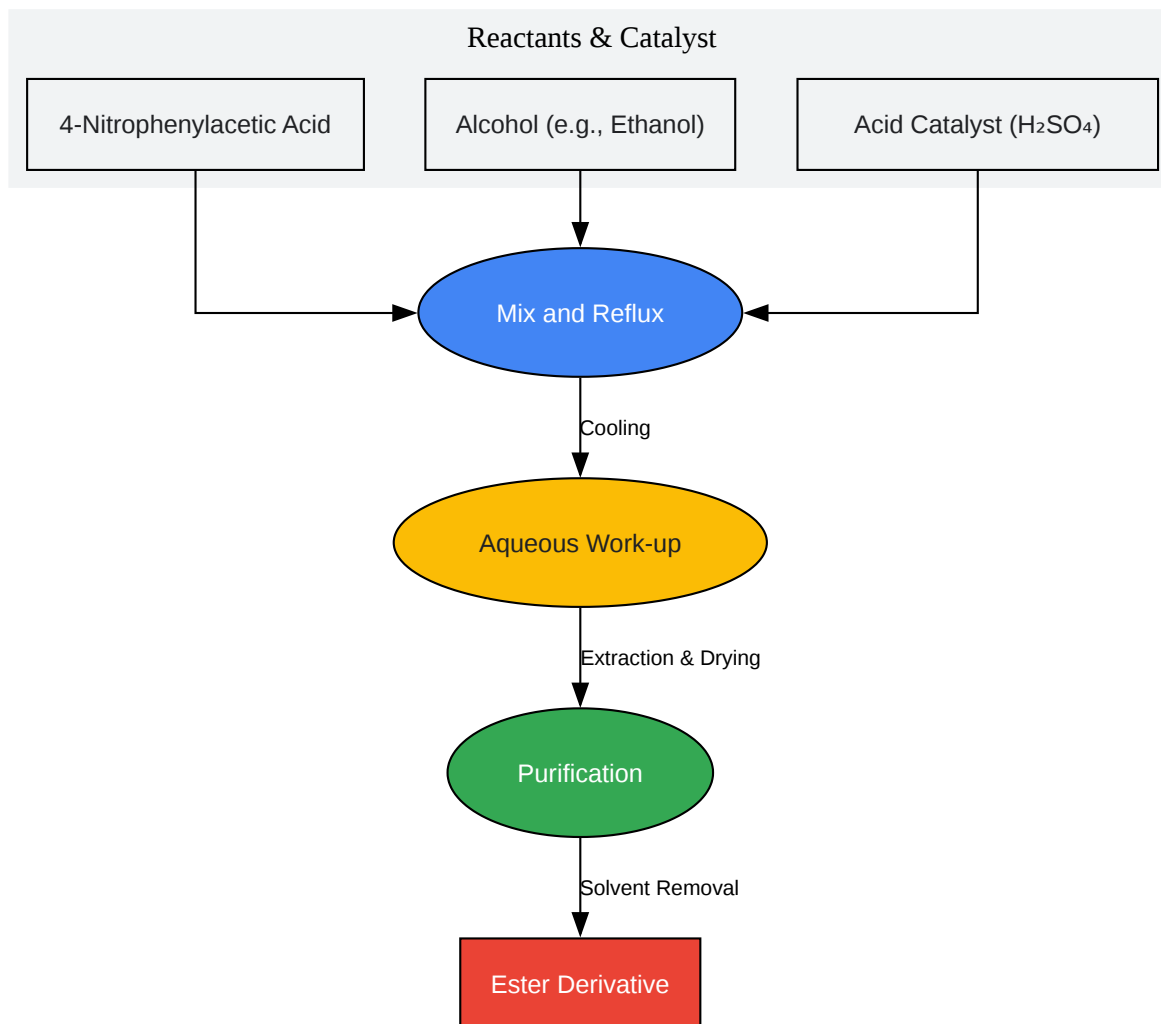 Reactants & Catalyst
4-Nitrophenylacetic Acid
Alcohol (e.g., Ethanol)
Acid Catalyst (H₂SO₄)
Mix and Reflux
Cooling
Aqueous Work-up
Extraction & Drying
Purification
Solvent Removal
Ester Derivative